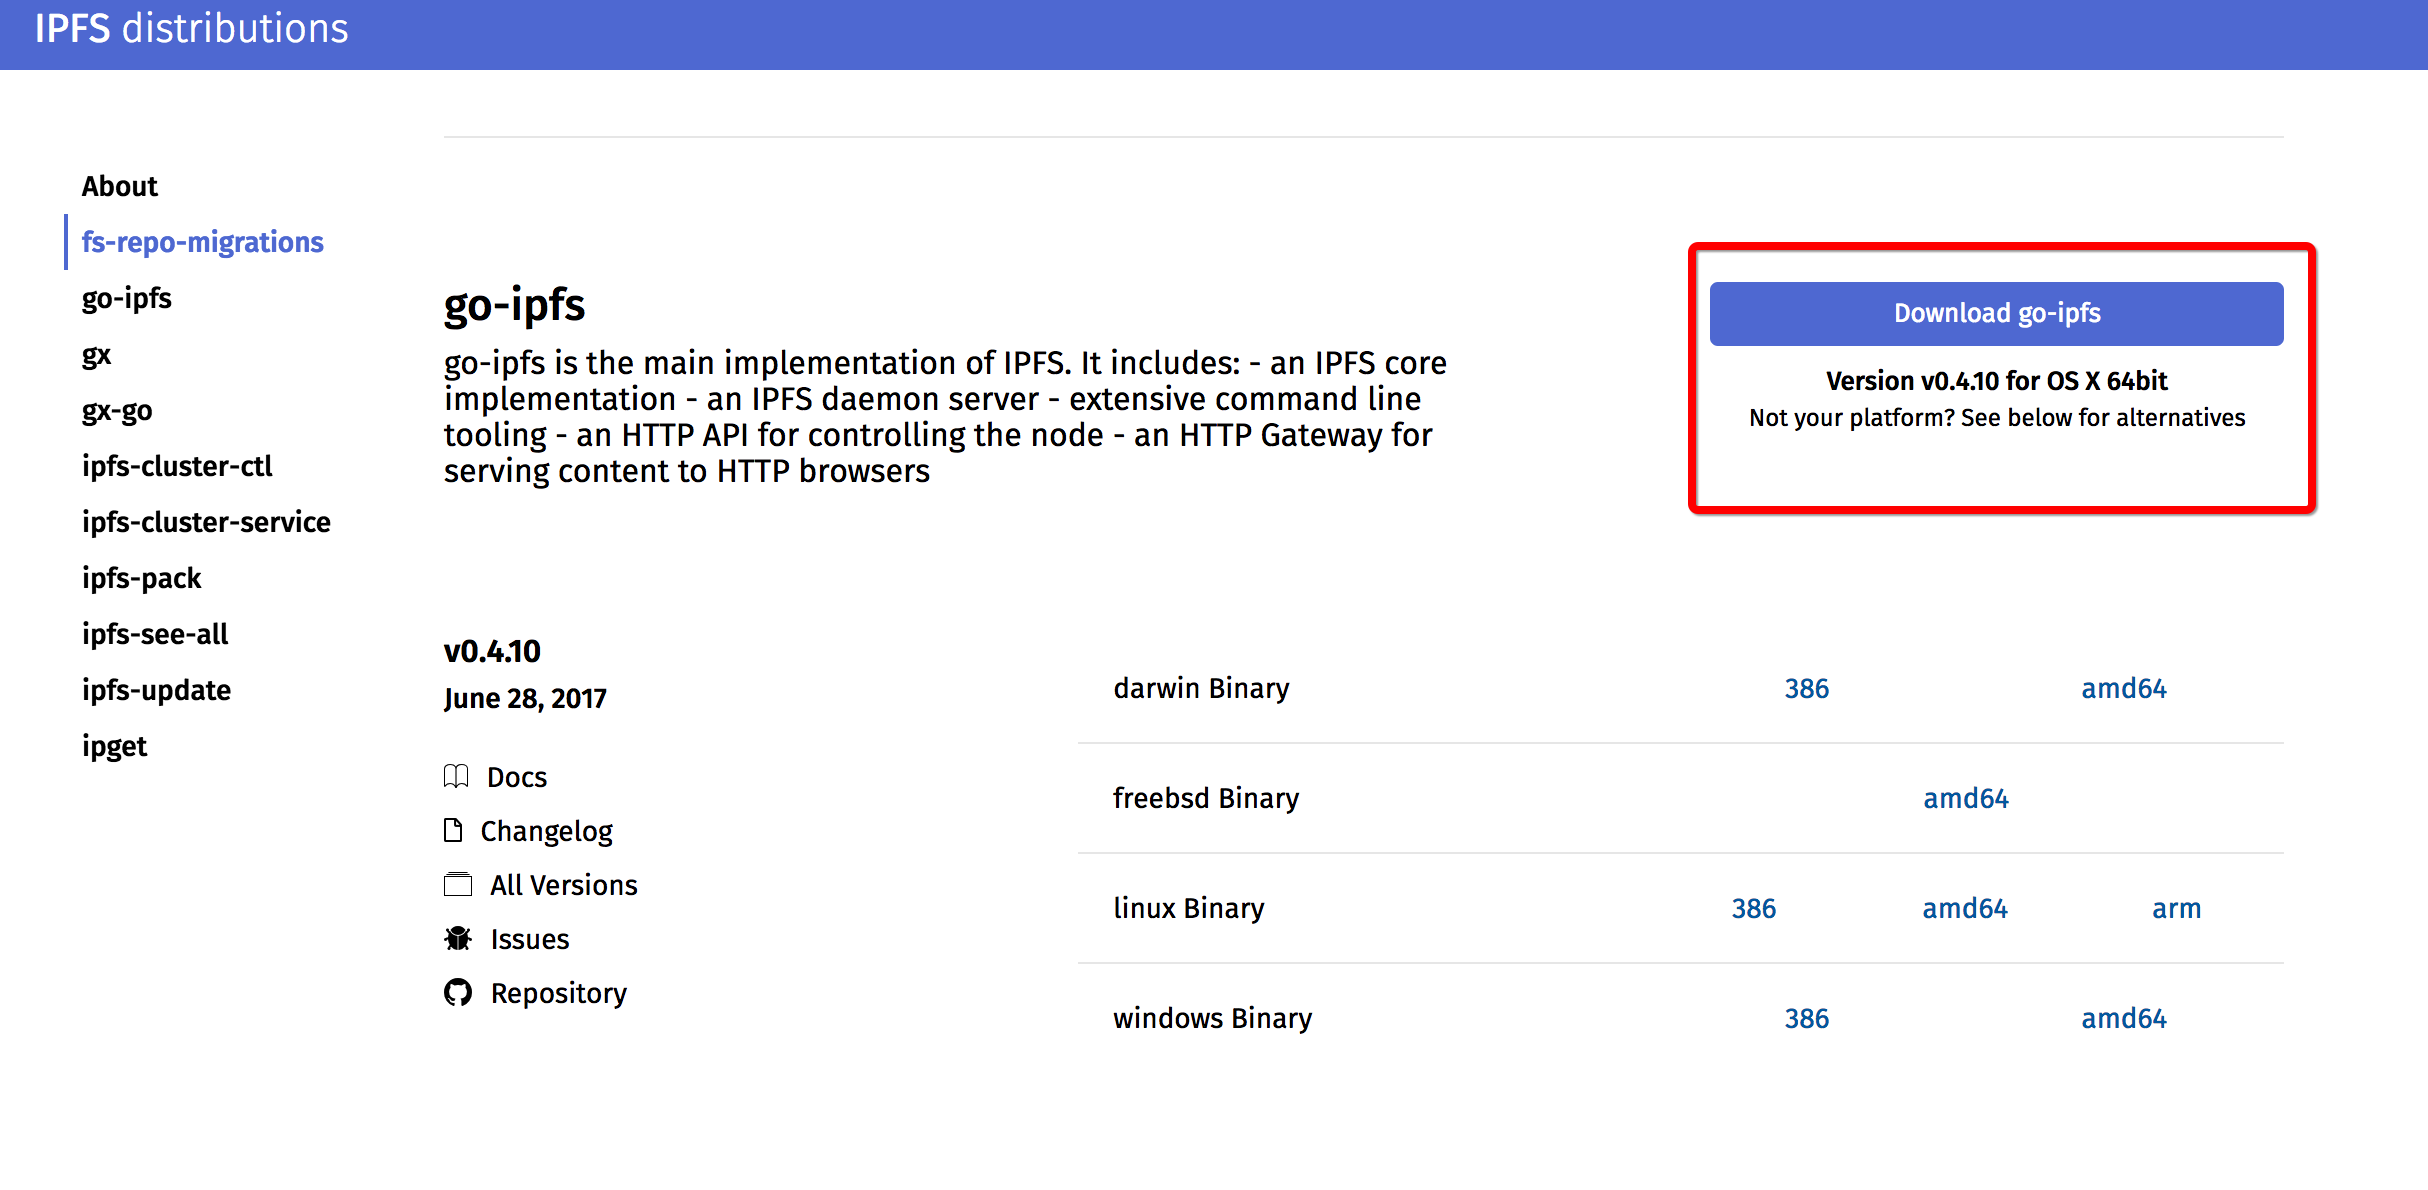 IPFS distributions
About
fs-repo-migrations
go-ipfs
gx
gx-go
ipfs-cluster-ctl
ipfs-cluster-service
ipfs-pack
ipfs-see-all
ipfs-update
ipget
go-ipfs
go-ipfs is the main implementation of IPFS. It includes: - an IPFS core
implementation - an IPFS daemon server - extensive command line
tooling - an HTTP API for controlling the node - an HTTP Gateway for
serving content to HTTP browsers
Download go-ipfs
Version v0.4.10 for OS X 64bit
Not your platform? See below for alternatives
v0.4.10
June 28, 2017
Docs
Changelog
All Versions
Issues
Repository
darwin Binary 386 amd64
freebsd Binary amd64
linux Binary 386 amd64 arm
windows Binary 386 amd64